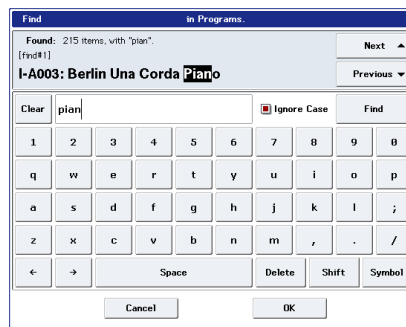 Find in Programs.
Found: 215 items, with "pian".
[find#1]
I-A003: Berlin Una Corda Piano
Next ▲
Previous ▼
Clear pian Ignore Case Find
1 2 3 4 5 6 7 8 9 0
q w e r t y u i o p
a s d f g h j k l ;
z x c v b n m , . /
← → Space Delete Shift Symbol
Cancel OK